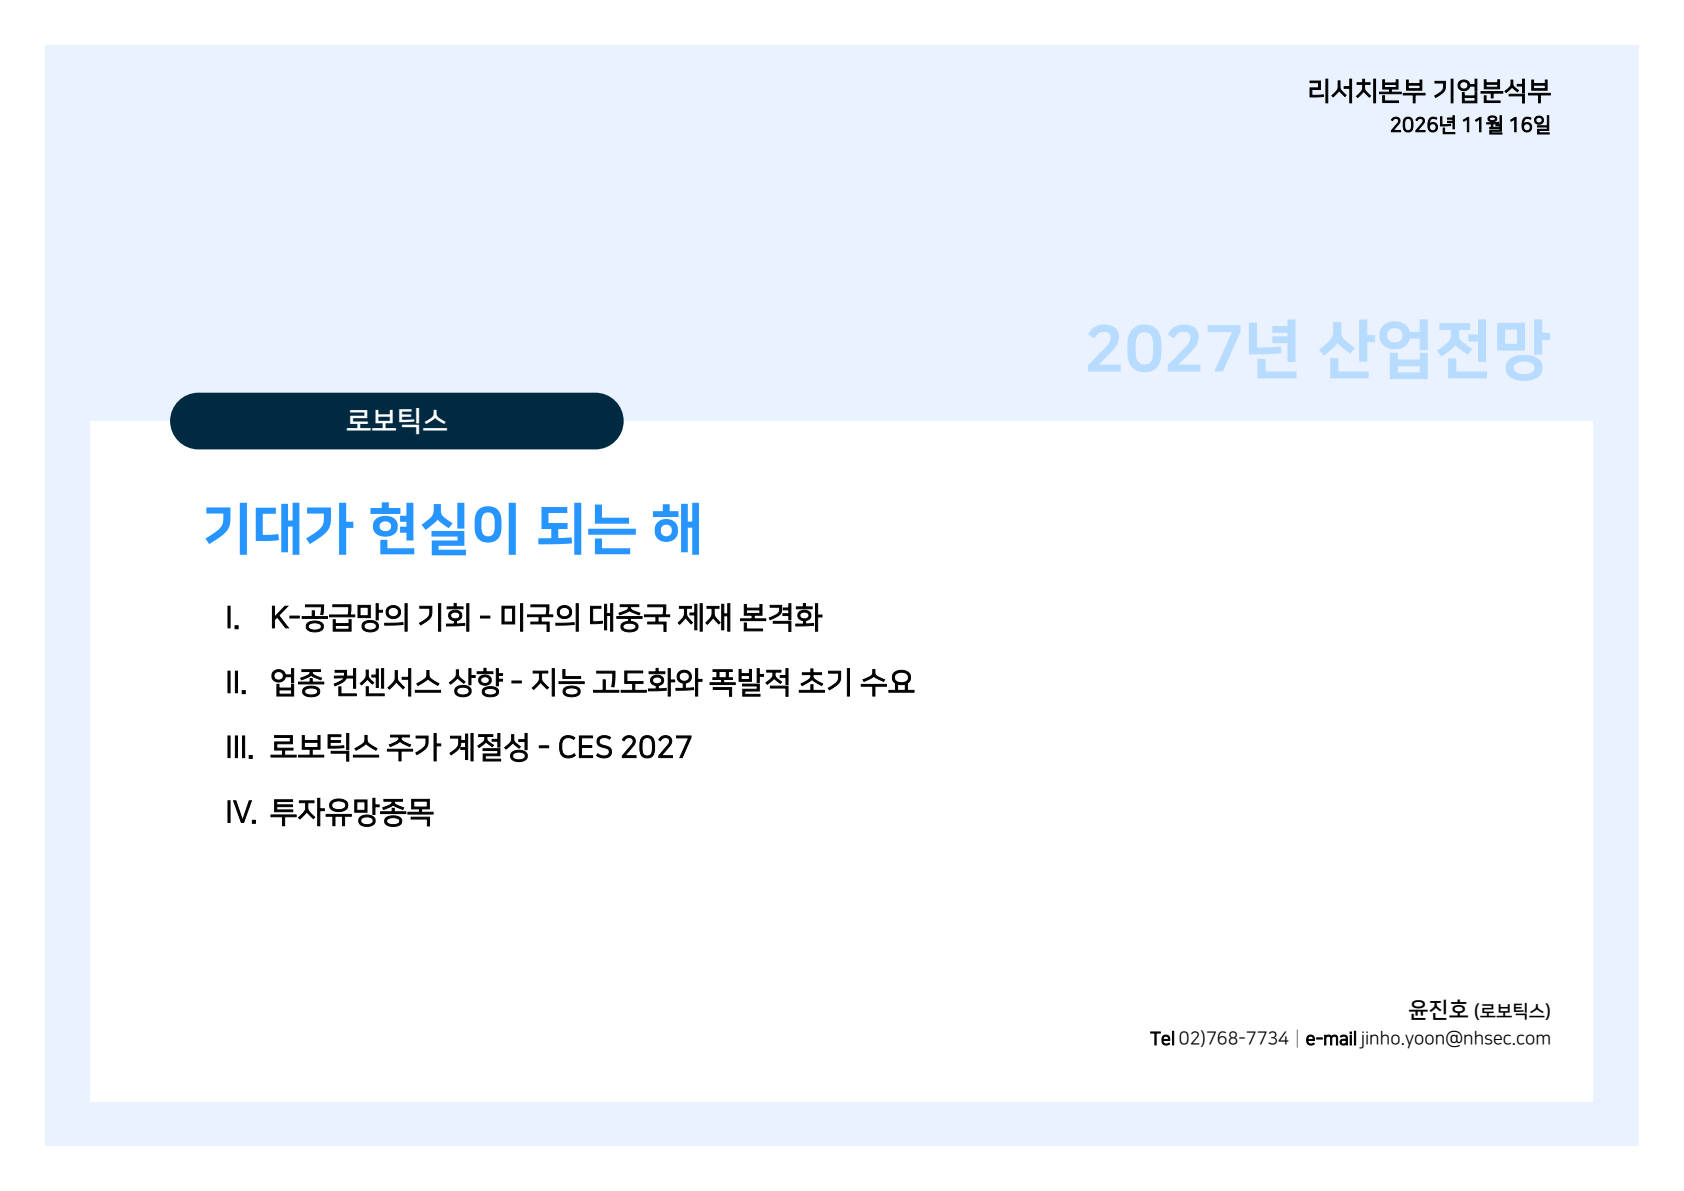 리서치본부 기업분석부
2026년 11월 16일
2027년 산업전망
로보틱스
기대가 현실이 되는 해
I. K-공급망의 기회 - 미국의 대중국 제재 본격화
II. 업종 컨센서스 상향 - 지능 고도화와 폭발적 초기 수요
III. 로보틱스 주가 계절성 - CES 2027
IV. 투자유망종목
윤진호 (로보틱스)
Tel 02)768-7734 | e-mail jinho.yoon@nhsec.com